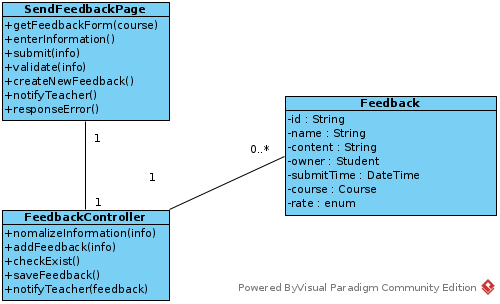 SendFeedbackPage
+getFeedbackForm(course)
+enterInformation()
+submit(info)
+validate(info)
+createNewFeedback()
+notifyTeacher()
+responseError()
1
1
1
0..*
Feedback
-id : String
-name : String
-content : String
-owner : Student
-submitTime : DateTime
-course : Course
-rate : enum
FeedbackController
+nomalizeInformation(info)
+addFeedback(info)
+checkExist()
+saveFeedback()
+notifyTeacher(feedback)
Powered ByVisual Paradigm Community Edition